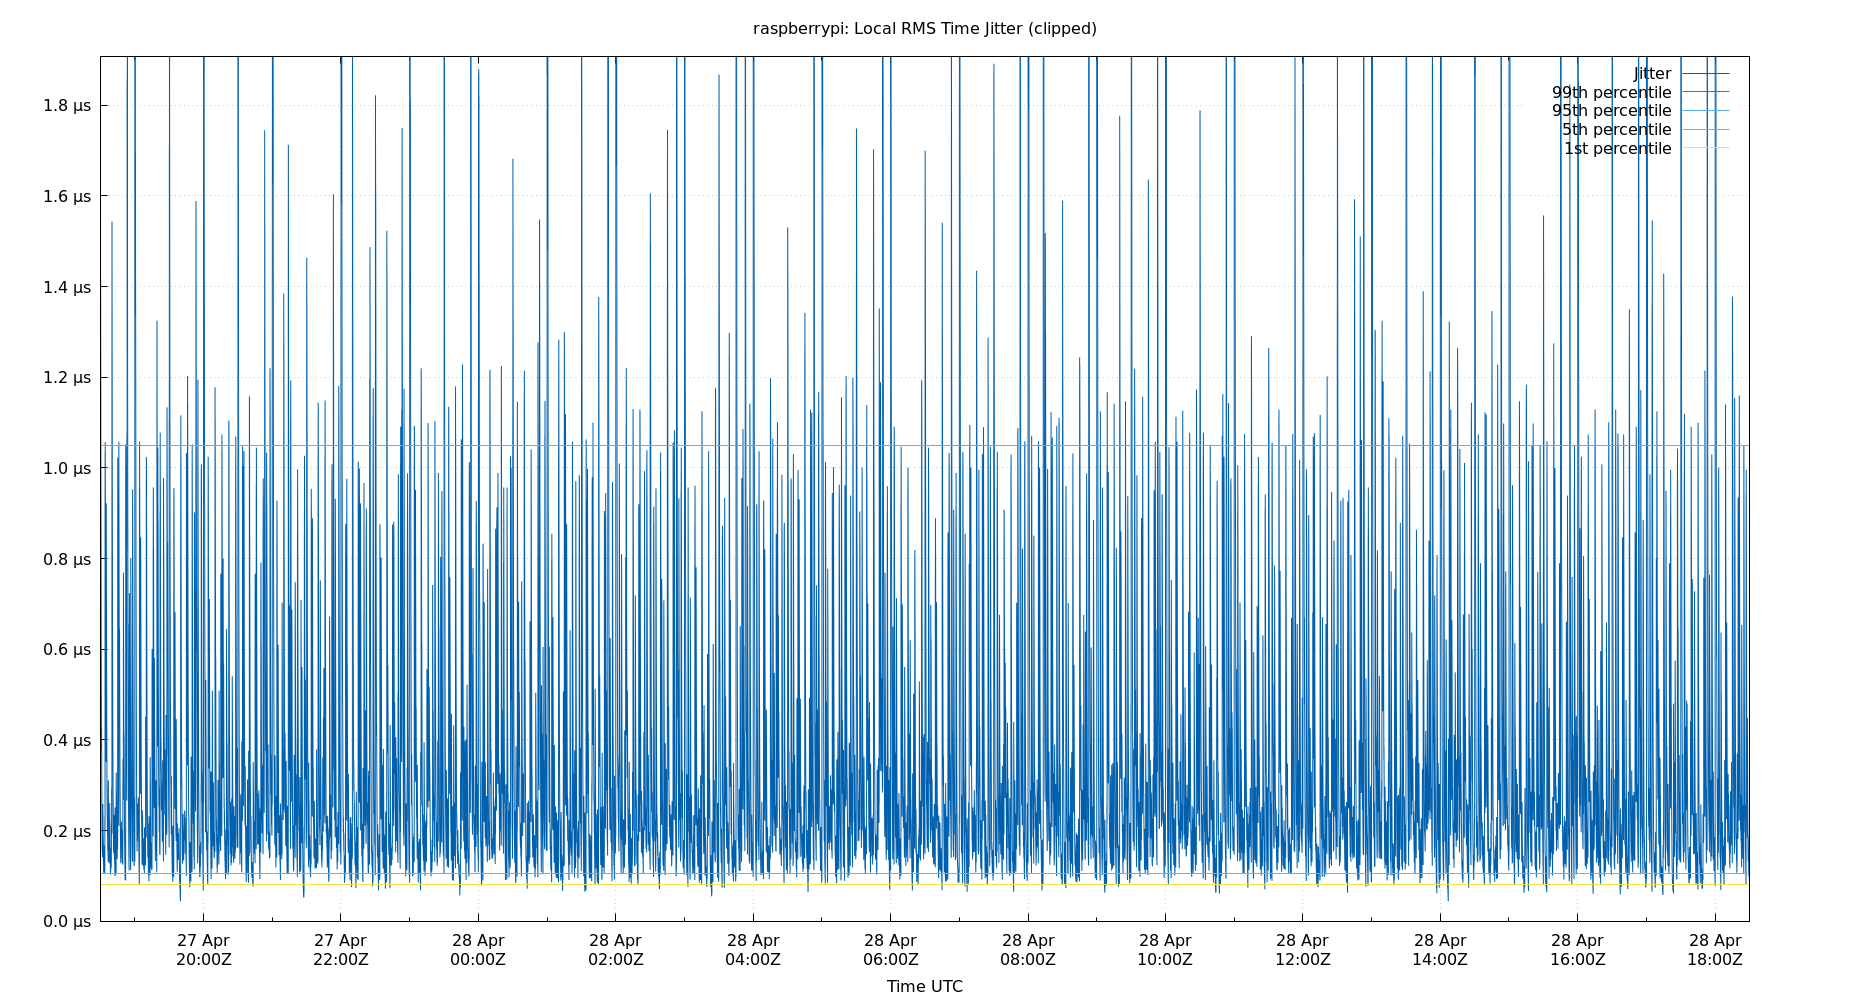 raspberrypi: Local RMS Time Jitter (clipped)
Jitter
99th percentile
95th percentile
5th percentile
1st percentile
1.8 µs
1.6 µs
1.4 µs
1.2 µs
1.0 µs
0.8 µs
0.6 µs
0.4 µs
0.2 µs
0.0 µs
27 Apr 27 Apr 28 Apr 28 Apr 28 Apr 28 Apr 28 Apr 28 Apr 28 Apr 28 Apr 28 Apr 28 Apr
20:00Z 22:00Z 00:00Z 02:00Z 04:00Z 06:00Z 08:00Z 10:00Z 12:00Z 14:00Z 16:00Z 18:00Z
Time UTC